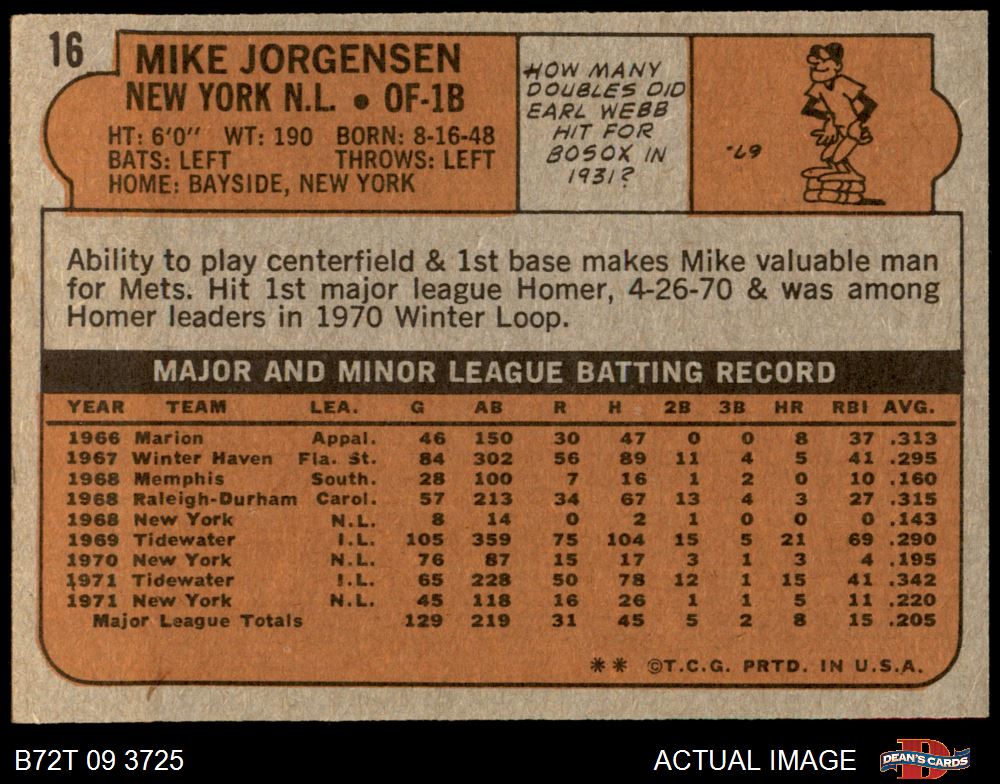 16
MIKE JORGENSEN
NEW YORK N.L. • OF-1B
HT: 6'0" WT: 190 BORN: 8-16-48
BATS: LEFT THROWS: LEFT
HOME: BAYSIDE, NEW YORK
HOW MANY
DOUBLES DID
EARL WEBB
HIT FOR
BOSOX IN
1931?
67.
Ability to play centerfield & 1st base makes Mike valuable man
for Mets. Hit 1st major league Homer, 4-26-70 & was among
Homer leaders in 1970 Winter Loop.
MAJOR AND MINOR LEAGUE BATTING RECORD
YEAR TEAM LEA. G AB R H 2B 3B HR RBI AVG.
1966 Marion Appal. 46 150 30 47 0 0 8 37 .313
1967 Winter Haven Fla. St. 84 302 56 89 11 4 5 41 .295
1968 Memphis South. 28 100 7 16 1 2 0 10 .160
1968 Raleigh-Durham Carol. 57 213 34 67 13 4 3 27 .315
1968 New York N.L. 8 14 0 2 1 0 0 0 .143
1969 Tidewater I.L. 105 359 75 104 15 5 21 69 .290
1970 New York N.L. 76 87 15 17 3 1 3 4 .195
1971 Tidewater I.L. 65 228 50 78 12 1 15 41 .342
1971 New York N.L. 45 118 16 26 1 1 5 11 .220
Major League Totals 129 219 31 45 5 2 8 15 .205
** ©T.C.G. PRTD. IN U.S.A.
B72T 09 3725
ACTUAL IMAGE
D
DEAN'S CARDS